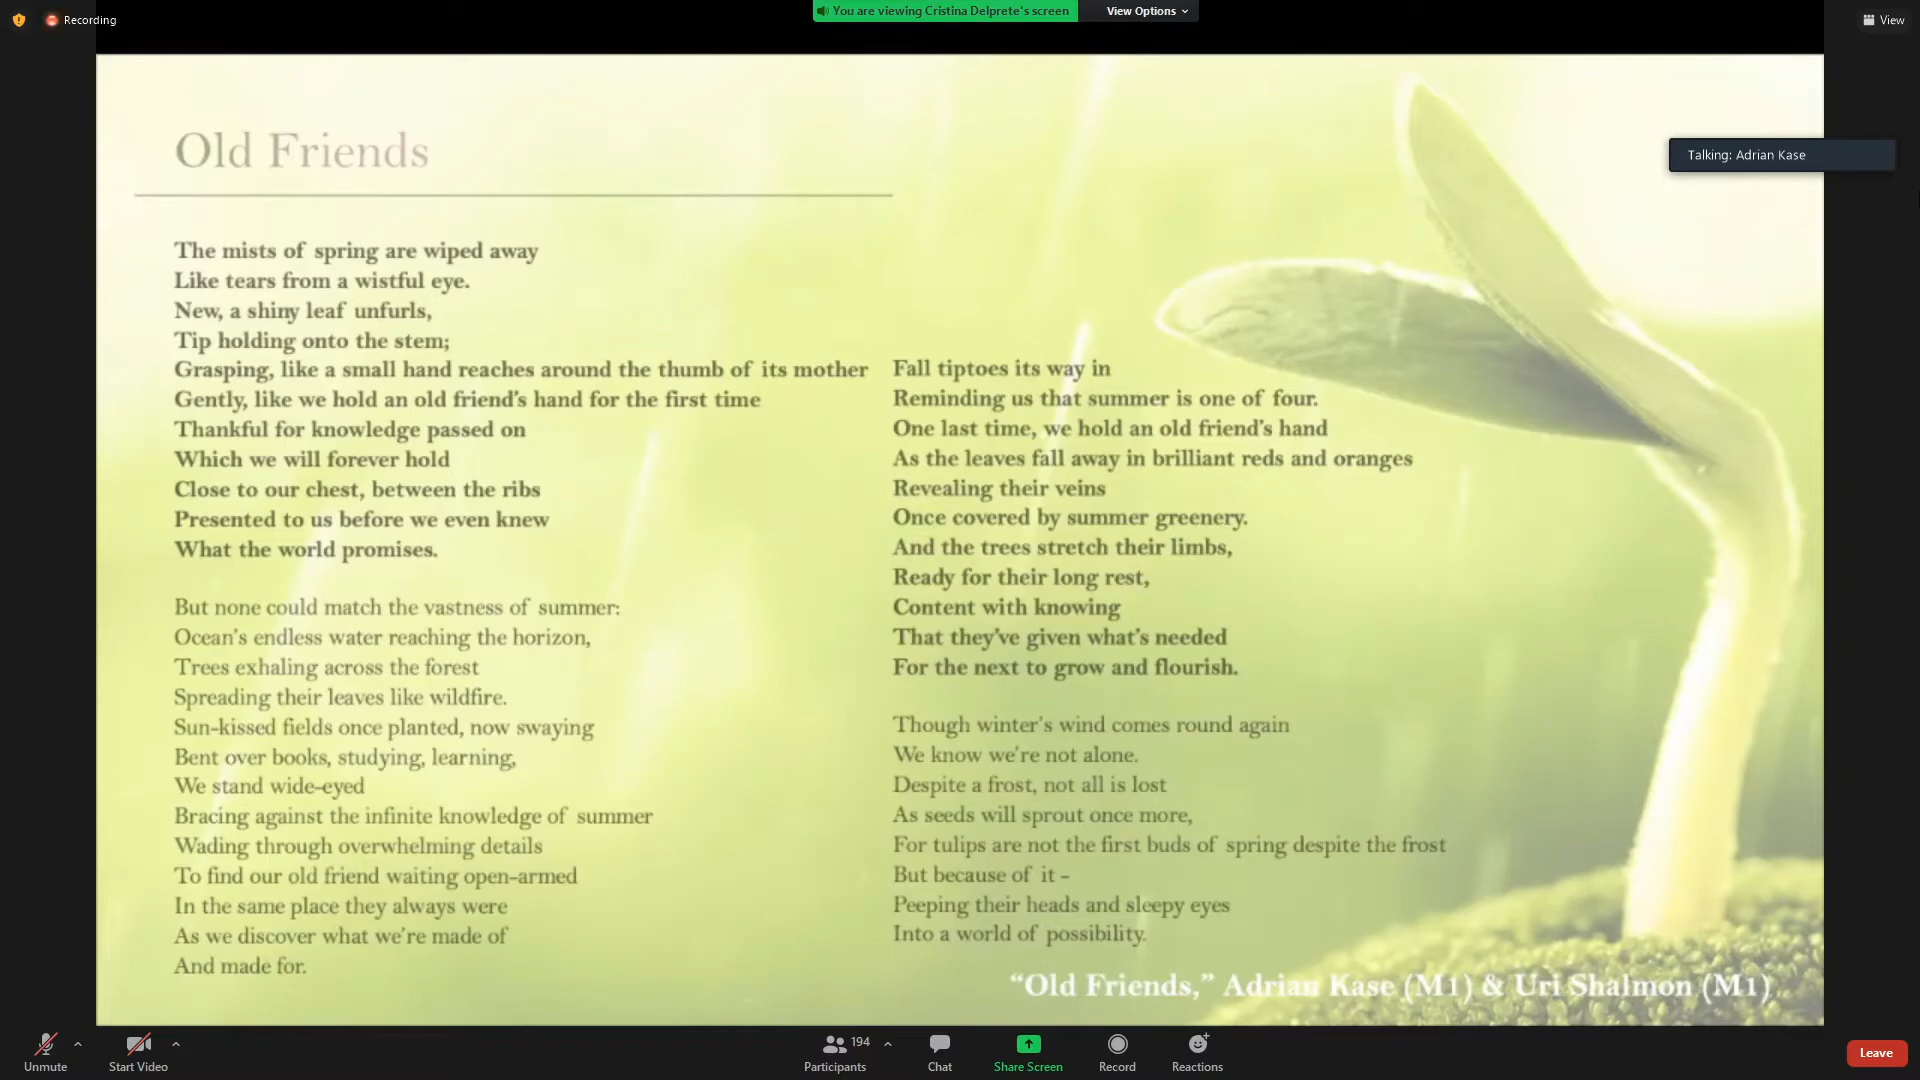 Recording
You are viewing Cristina Delprete's screen
View Options
View
Talking: Adrian Kase
Old Friends
The mists of spring are wiped away
Like tears from a wistful eye.
New, a shiny leaf unfurls,
Tip holding onto the stem;
Grasping, like a small hand reaches around the thumb of its mother
Gently, like we hold an old friend's hand for the first time
Thankful for knowledge passed on
Which we will forever hold
Close to our chest, between the ribs
Presented to us before we even knew
What the world promises.
But none could match the vastness of summer:
Ocean's endless water reaching the horizon,
Trees exhaling across the forest
Spreading their leaves like wildfire.
Sun-kissed fields once planted, now swaying
Bent over books, studying, learning,
We stand wide-eyed
Bracing against the infinite knowledge of summer
Wading through overwhelming details
To find our old friend waiting open-armed
In the same place they always were
As we discover what we're made of
And made for.
Fall tiptoes its way in
Reminding us that summer is one of four.
One last time, we hold an old friend's hand
As the leaves fall away in brilliant reds and oranges
Revealing their veins
Once covered by summer greenery.
And the trees stretch their limbs,
Ready for their long rest,
Content with knowing
That they've given what's needed
For the next to grow and flourish.
Though winter's wind comes round again
We know we're not alone.
Despite a frost, not all is lost
As seeds will sprout once more,
For tulips are not the first buds of spring despite the frost
But because of it –
Peeping their heads and sleepy eyes
Into a world of possibility.
"Old Friends," Adrian Kase (M1) & Uri Shalmon (M1)
Unmute
Start Video
194
Participants
Chat
Share Screen
Record
Reactions
Leave